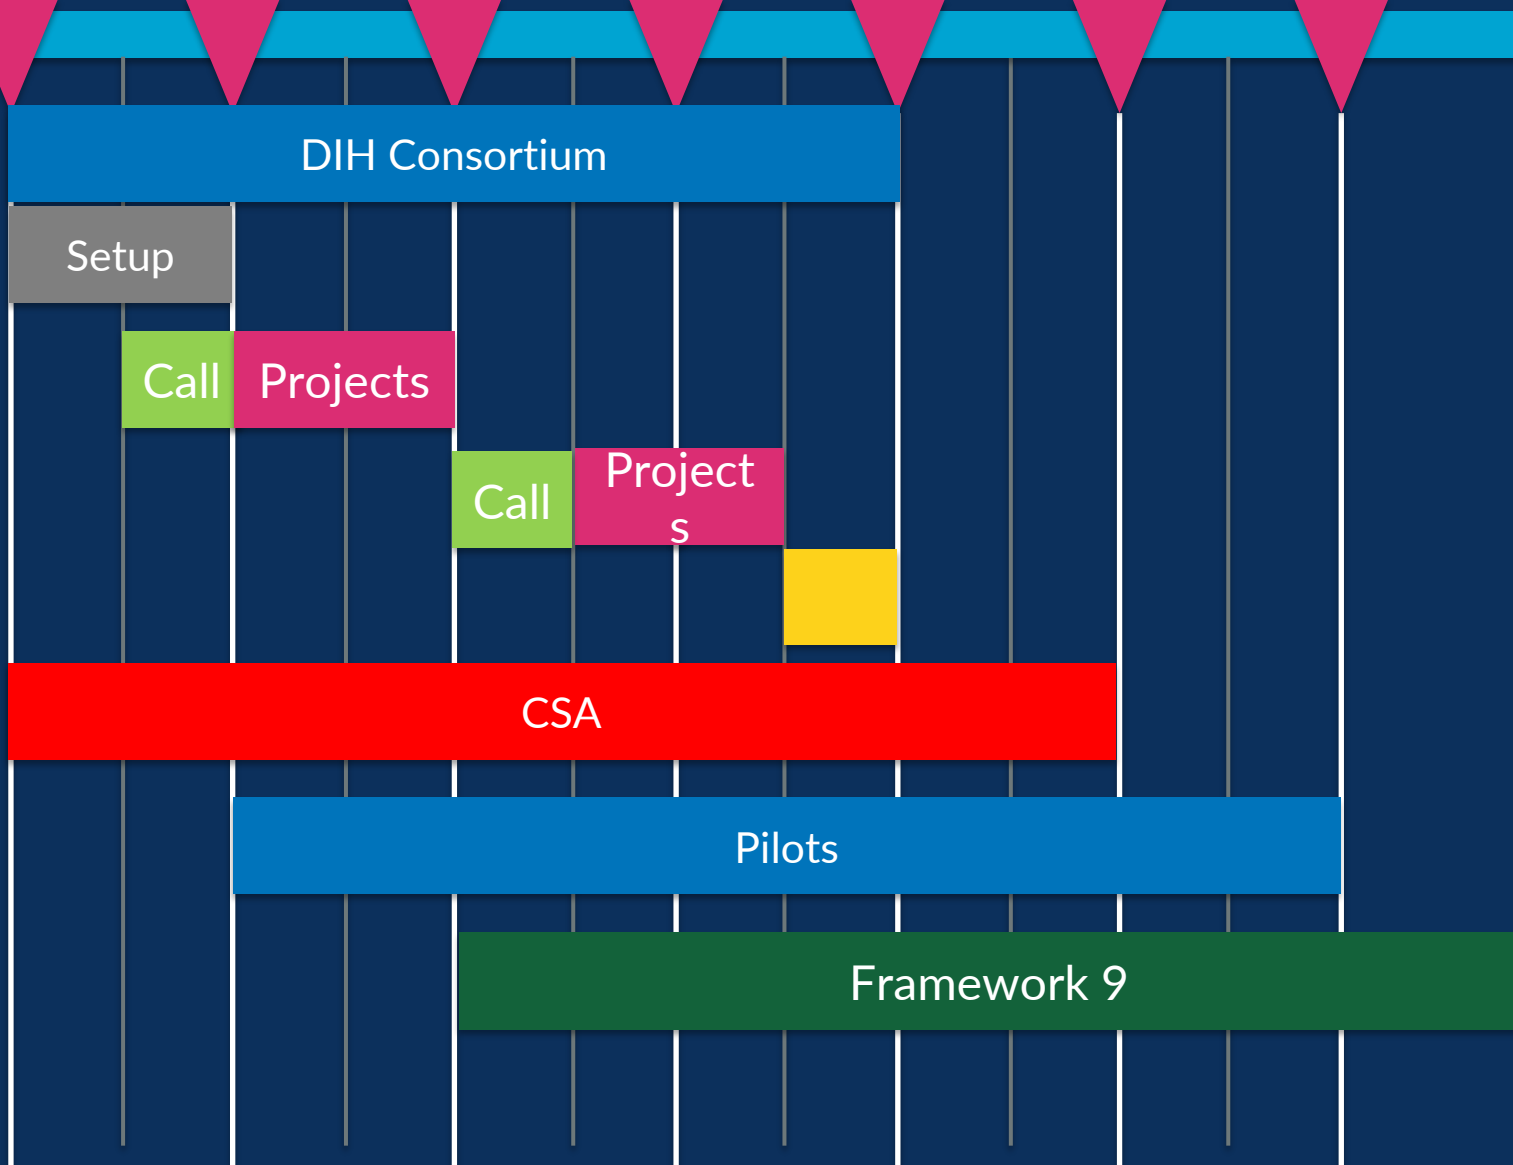 DIH Consortium
Setup
Call
Projects
Call
Project
s
CSA
Pilots
Framework 9